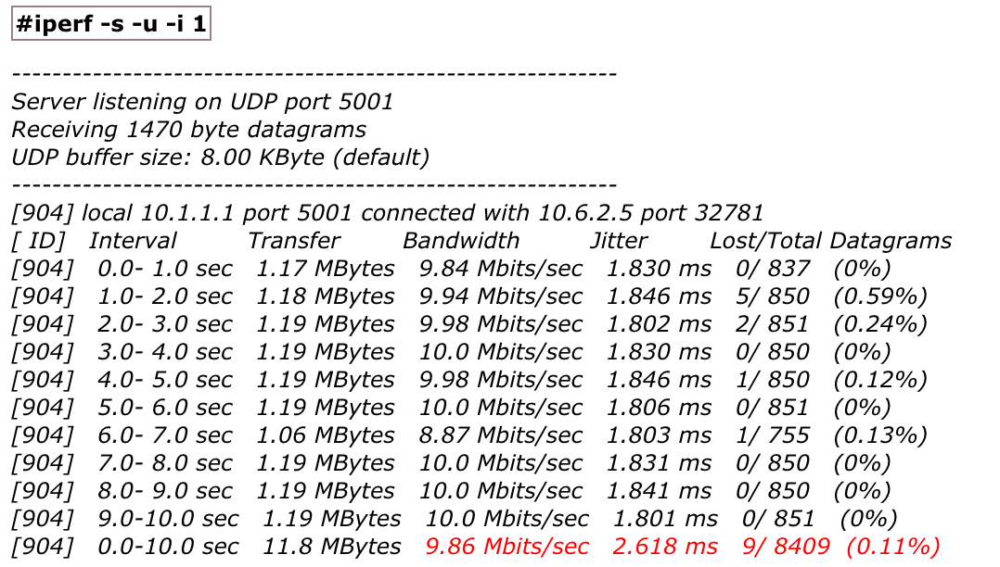 #iperf -s -u -i 1
------------------------------------------------------------
Server listening on UDP port 5001
Receiving 1470 byte datagrams
UDP buffer size: 8.00 KByte (default)
------------------------------------------------------------
[904] local 10.1.1.1 port 5001 connected with 10.6.2.5 port 32781
[ ID] Interval Transfer Bandwidth Jitter Lost/Total Datagrams
[904] 0.0- 1.0 sec 1.17 MBytes 9.84 Mbits/sec 1.830 ms 0/ 837 (0%)
[904] 1.0- 2.0 sec 1.18 MBytes 9.94 Mbits/sec 1.846 ms 5/ 850 (0.59%)
[904] 2.0- 3.0 sec 1.19 MBytes 9.98 Mbits/sec 1.802 ms 2/ 851 (0.24%)
[904] 3.0- 4.0 sec 1.19 MBytes 10.0 Mbits/sec 1.830 ms 0/ 850 (0%)
[904] 4.0- 5.0 sec 1.19 MBytes 9.98 Mbits/sec 1.846 ms 1/ 850 (0.12%)
[904] 5.0- 6.0 sec 1.19 MBytes 10.0 Mbits/sec 1.806 ms 0/ 851 (0%)
[904] 6.0- 7.0 sec 1.06 MBytes 8.87 Mbits/sec 1.803 ms 1/ 755 (0.13%)
[904] 7.0- 8.0 sec 1.19 MBytes 10.0 Mbits/sec 1.831 ms 0/ 850 (0%)
[904] 8.0- 9.0 sec 1.19 MBytes 10.0 Mbits/sec 1.841 ms 0/ 850 (0%)
[904] 9.0-10.0 sec 1.19 MBytes 10.0 Mbits/sec 1.801 ms 0/ 851 (0%)
[904] 0.0-10.0 sec 11.8 MBytes 9.86 Mbits/sec 2.618 ms 9/ 8409 (0.11%)